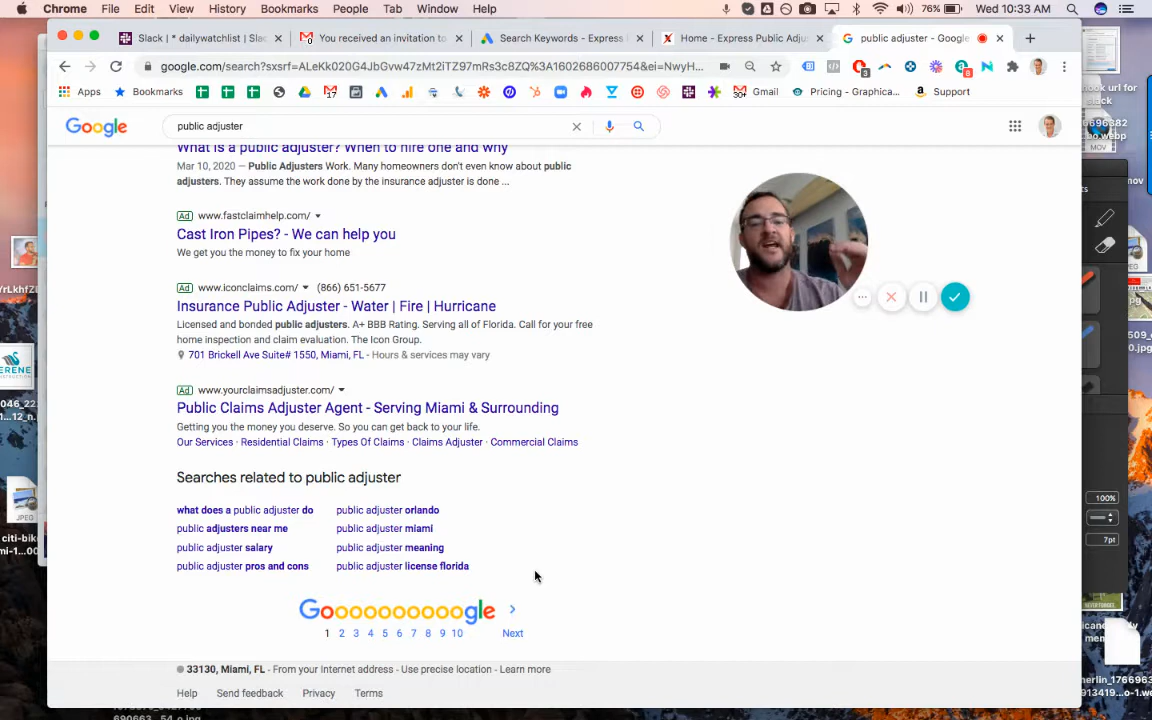 Chrome File Edit View History Bookmarks People Tab Window Help 76% Wed 10:33 AM
Slack | * dailywatchlist | Slac
You received an invitation to
Search Keywords - Express
Home - Express Public Adju
public adjuster - Google
google.com/search?sxsrf=ALeKk020G4JbGvw47zMt2iTZ97mRs3c8ZQ%3A1602686007754&ei=NwyH...
Apps Bookmarks 17 30+ Gmail Pricing - Graphica... Support
Google
public adjuster
What is a public adjuster? When to hire one and why
Mar 10, 2020 — Public Adjusters Work. Many homeowners don't even know about public
adjusters. They assume the work done by the insurance adjuster is done ...
Ad www.fastclaimhelp.com/
Cast Iron Pipes? - We can help you
We get you the money to fix your home
Ad www.iconclaims.com/ (866) 651-5677
Insurance Public Adjuster - Water | Fire | Hurricane
Licensed and bonded public adjusters. A+ BBB Rating. Serving all of Florida. Call for your free
home inspection and claim evaluation. The Icon Group.
701 Brickell Ave Suite# 1550, Miami, FL - Hours & services may vary
Ad www.yourclaimsadjuster.com/
Public Claims Adjuster Agent - Serving Miami & Surrounding
Getting you the money you deserve. So you can get back to your life.
Our Services · Residential Claims · Types Of Claims · Claims Adjuster · Commercial Claims
Searches related to public adjuster
what does a public adjuster do
public adjuster orlando
public adjusters near me
public adjuster miami
public adjuster salary
public adjuster meaning
public adjuster pros and cons
public adjuster license florida
Goooooooooogle
1 2 3 4 5 6 7 8 9 10 Next
33130, Miami, FL - From your Internet address - Use precise location - Learn more
Help Send feedback Privacy Terms
slack
MOV
JPEG
100%
7pt